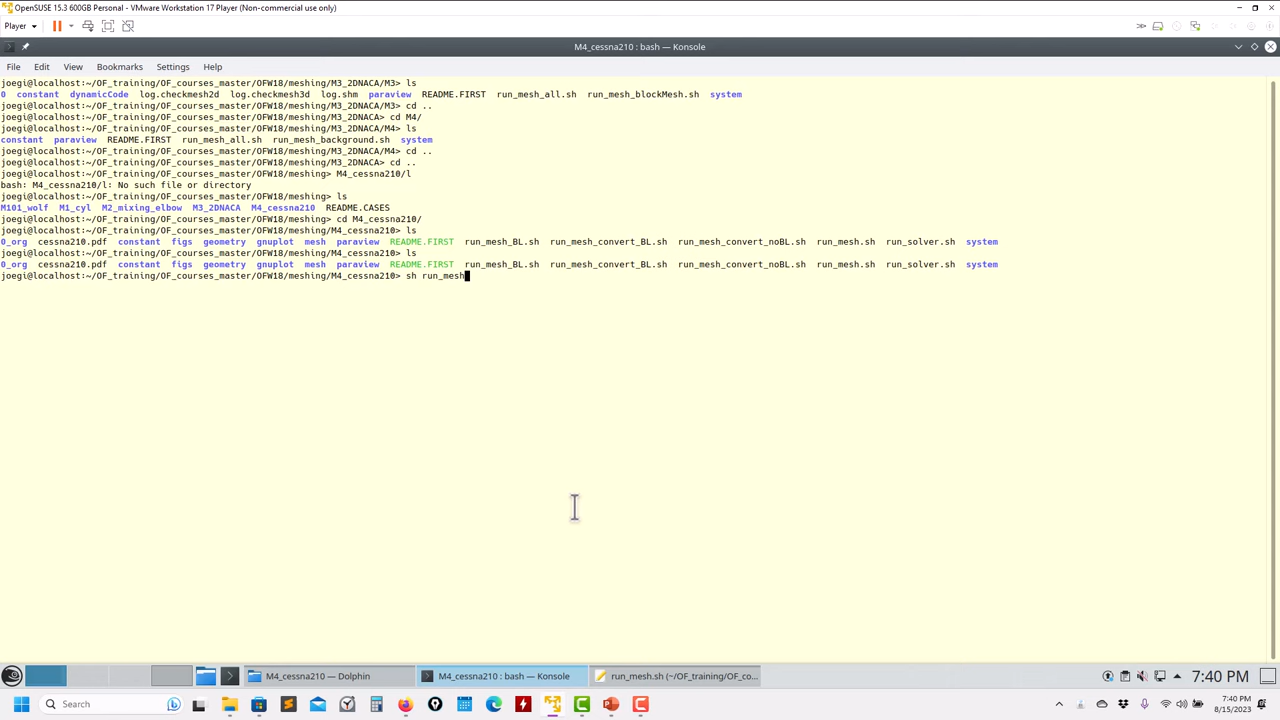 OpenSUSE 15.3 600GB Personal - VMware Workstation 17 Player (Non-commercial use only)
Player
M4_cessna210 : bash — Konsole
File Edit View Bookmarks Settings Help
joegi@localhost:~/OF_training/OF_courses_master/OFW18/meshing/M3_2DNACA/M3> ls
0 constant dynamicCode log.checkmesh2d log.checkmesh3d log.shm paraview README.FIRST run_mesh_all.sh run_mesh_blockMesh.sh system
joegi@localhost:~/OF_training/OF_courses_master/OFW18/meshing/M3_2DNACA/M3> cd ..
joegi@localhost:~/OF_training/OF_courses_master/OFW18/meshing/M3_2DNACA> cd M4/
joegi@localhost:~/OF_training/OF_courses_master/OFW18/meshing/M3_2DNACA/M4> ls
constant paraview README.FIRST run_mesh_all.sh run_mesh_background.sh system
joegi@localhost:~/OF_training/OF_courses_master/OFW18/meshing/M3_2DNACA/M4> cd ..
joegi@localhost:~/OF_training/OF_courses_master/OFW18/meshing/M3_2DNACA> cd ..
joegi@localhost:~/OF_training/OF_courses_master/OFW18/meshing> M4_cessna210/l
bash: M4_cessna210/l: No such file or directory
joegi@localhost:~/OF_training/OF_courses_master/OFW18/meshing> ls
M101_wolf M1_cyl M2_mixing_elbow M3_2DNACA M4_cessna210 README.CASES
joegi@localhost:~/OF_training/OF_courses_master/OFW18/meshing> cd M4_cessna210/
joegi@localhost:~/OF_training/OF_courses_master/OFW18/meshing/M4_cessna210> ls
0_org cessna210.pdf constant figs geometry gnuplot mesh paraview README.FIRST run_mesh_BL.sh run_mesh_convert_BL.sh run_mesh_convert_noBL.sh run_mesh.sh run_solver.sh system
joegi@localhost:~/OF_training/OF_courses_master/OFW18/meshing/M4_cessna210> ls
0_org cessna210.pdf constant figs geometry gnuplot mesh paraview README.FIRST run_mesh_BL.sh run_mesh_convert_BL.sh run_mesh_convert_noBL.sh run_mesh.sh run_solver.sh system
joegi@localhost:~/OF_training/OF_courses_master/OFW18/meshing/M4_cessna210> sh run_mesh
M4_cessna210 — Dolphin
M4_cessna210 : bash — Konsole
run_mesh.sh (~/OF_training/OF_co...
7:40 PM
Search
7:40 PM
8/15/2023